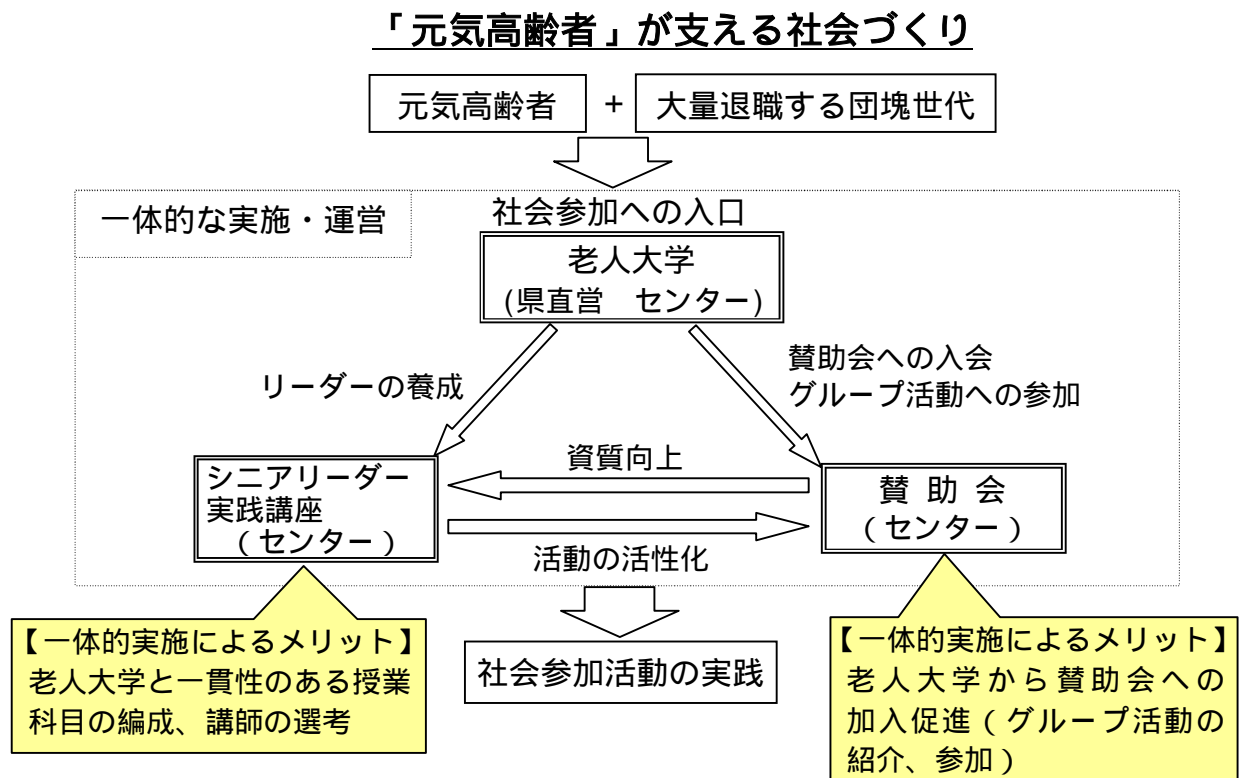 「元気高齢者」が支える社会づくり
元気高齢者
+
大量退職する団塊世代
一体的な実施・運営
社会参加への入口
老人大学
(県直営　センター)
リーダーの養成
賛助会への入会
グループ活動への参加
資質向上
シニアリーダー
実践講座
(センター)
賛 助 会
(センター)
活動の活性化
【一体的実施によるメリット】
老人大学と一貫性のある授業
科目の編成、講師の選考
社会参加活動の実践
【一体的実施によるメリット】
老人大学から賛助会への
加入促進(グループ活動の
紹介、参加)